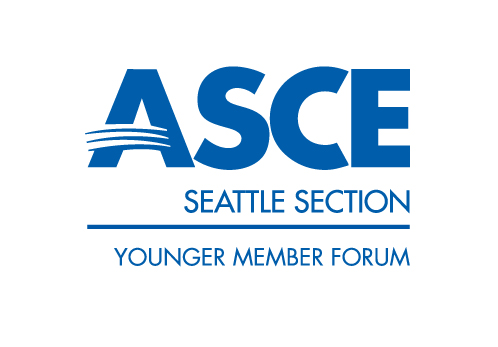 ASCE
SEATTLE SECTION
YOUNGER MEMBER FORUM